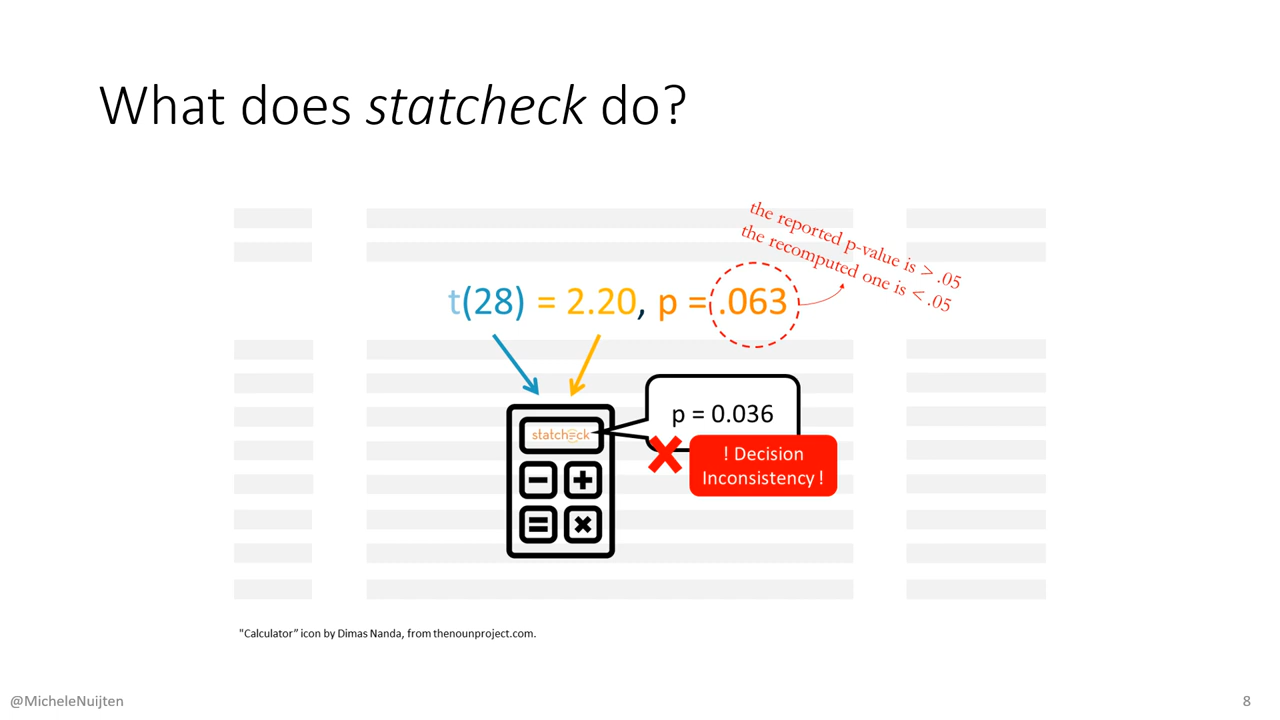 What does statcheck do?
the reported p-value is > .05
the recomputed one is < .05
t(28) = 2.20, p = .063
statcheck
p = 0.036
! Decision
Inconsistency !
"Calculator” icon by Dimas Nanda, from thenounproject.com.
@MicheleNuijten
8